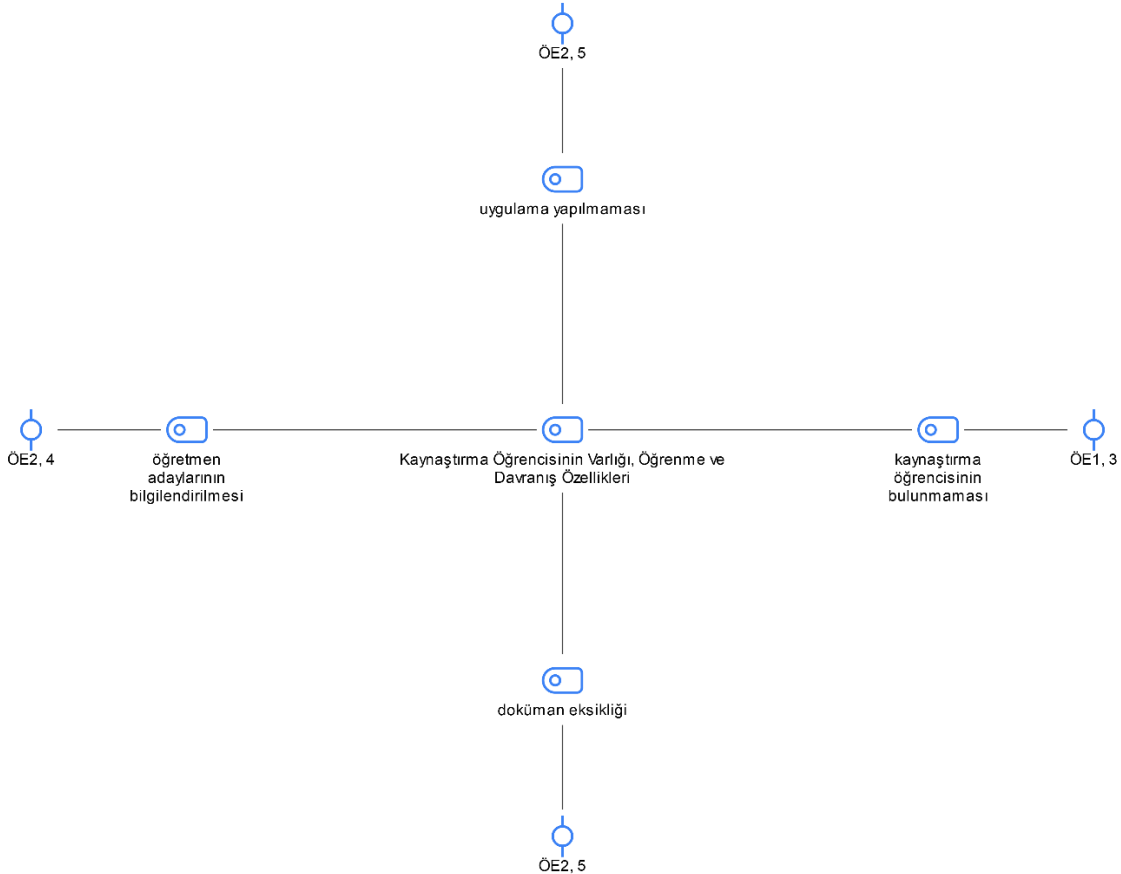 ÖE2, 5
uygulama yapılmaması
ÖE2, 4
öğretmen
adaylarının
bilgilendirilmesi
Kaynaştırma Öğrencisinin Varlığı, Öğrenme ve
Davranış Özellikleri
kaynaştırma
öğrencisinin
bulunmaması
ÖE1, 3
doküman eksikliği
ÖE2, 5